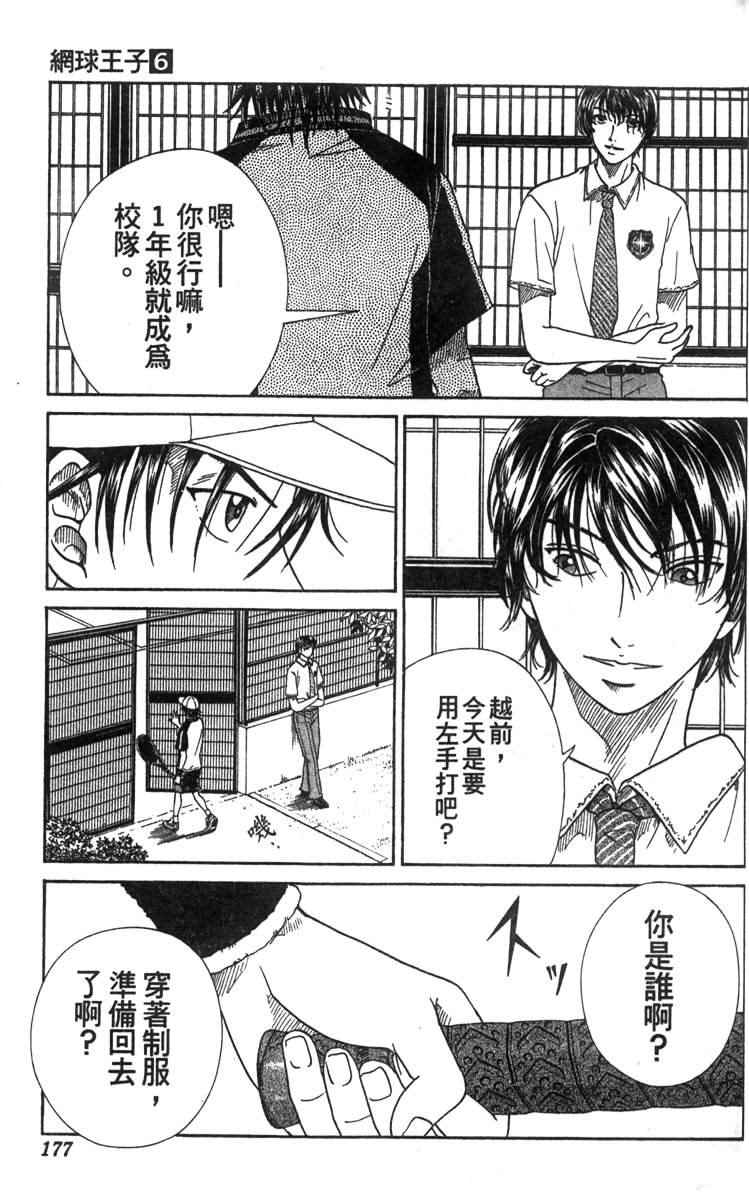 網球王子6
嗯——
你很行嘛，
1年級就成為
校隊。
越前，
今天是要
用左手打吧？
嘰
你是誰啊？
スッ
穿著制服，
準備回去
了啊？
177